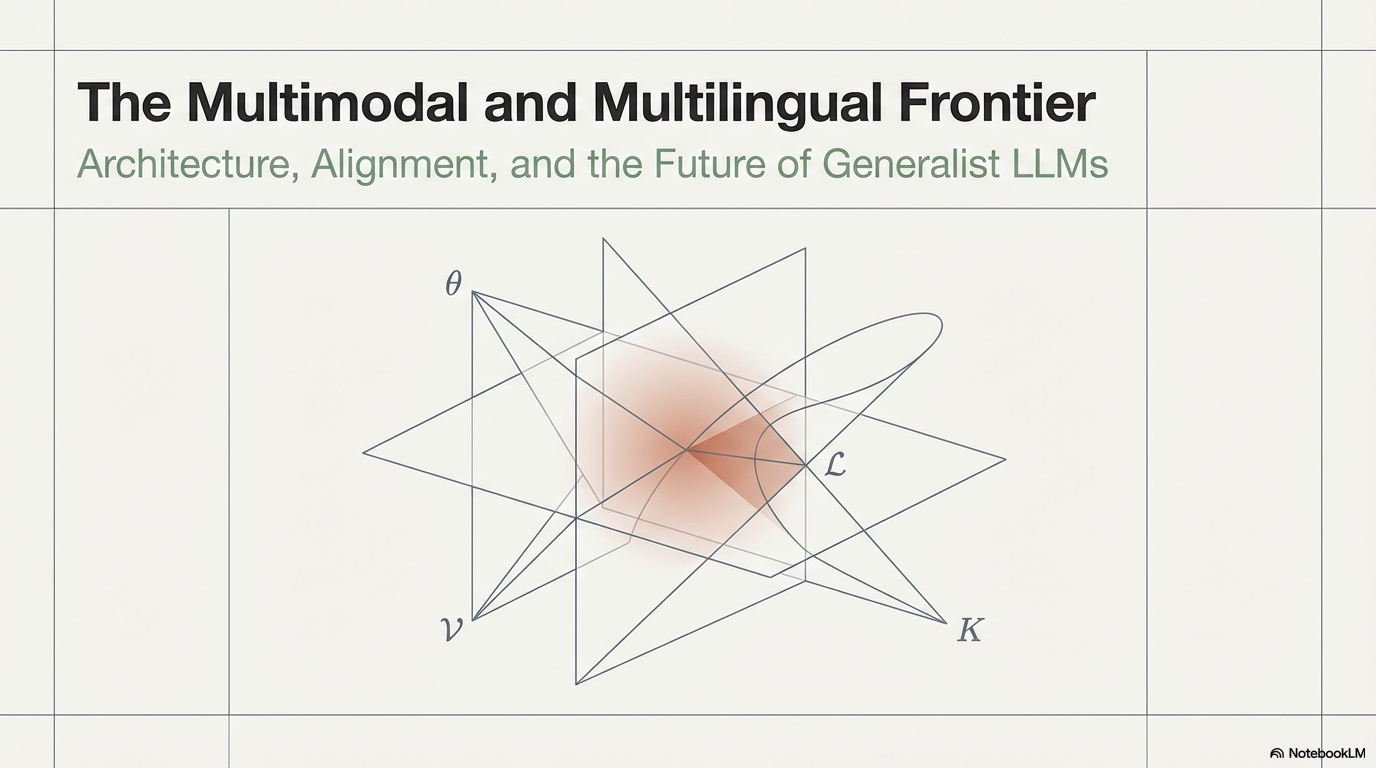 The Multimodal and Multilingual Frontier
Architecture, Alignment, and the Future of Generalist LLMs
θ
ℒ
𝒱
K
NotebookLM